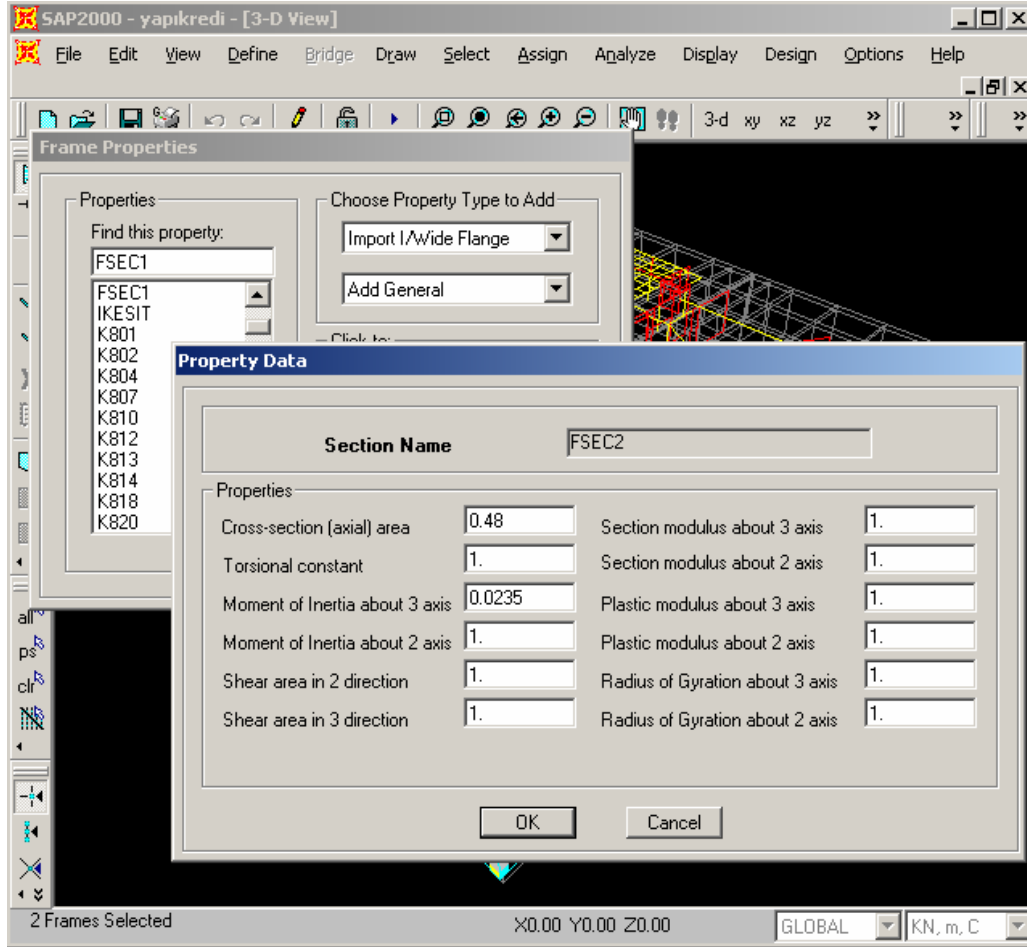 SAP2000 - yapıkredi - [3-D View]
File Edit View Define Bridge Draw Select Assign Analyze Display Design Options Help
3-d xy xz yz
Frame Properties
Properties
Find this property:
FSEC1
FSEC1
IKESIT
K801
K802
K804
K807
K810
K812
K813
K814
K818
K820
Choose Property Type to Add
Import I/Wide Flange
Add General
Click to:
Property Data
Section Name FSEC2
Properties
Cross-section (axial) area 0.48 Section modulus about 3 axis 1.
Torsional constant 1. Section modulus about 2 axis 1.
Moment of Inertia about 3 axis 0.0235 Plastic modulus about 3 axis 1.
Moment of Inertia about 2 axis 1. Plastic modulus about 2 axis 1.
Shear area in 2 direction 1. Radius of Gyration about 3 axis 1.
Shear area in 3 direction 1. Radius of Gyration about 2 axis 1.
OK Cancel
all
ps
clr
2 Frames Selected X0.00 Y0.00 Z0.00 GLOBAL KN, m, C